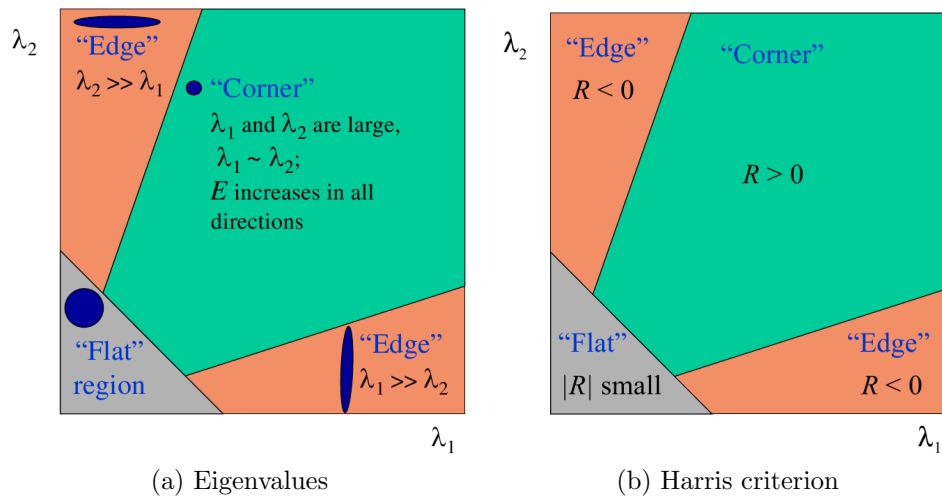 λ₂
“Edge”
λ₂ >> λ₁
“Corner”
λ₁ and λ₂ are large,
λ₁ ~ λ₂;
E increases in all
directions
“Flat”
region
“Edge”
λ₁ >> λ₂
λ₁
(a) Eigenvalues
λ₂
“Edge”
R < 0
“Corner”
R > 0
“Flat”
|R| small
“Edge”
R < 0
λ₁
(b) Harris criterion